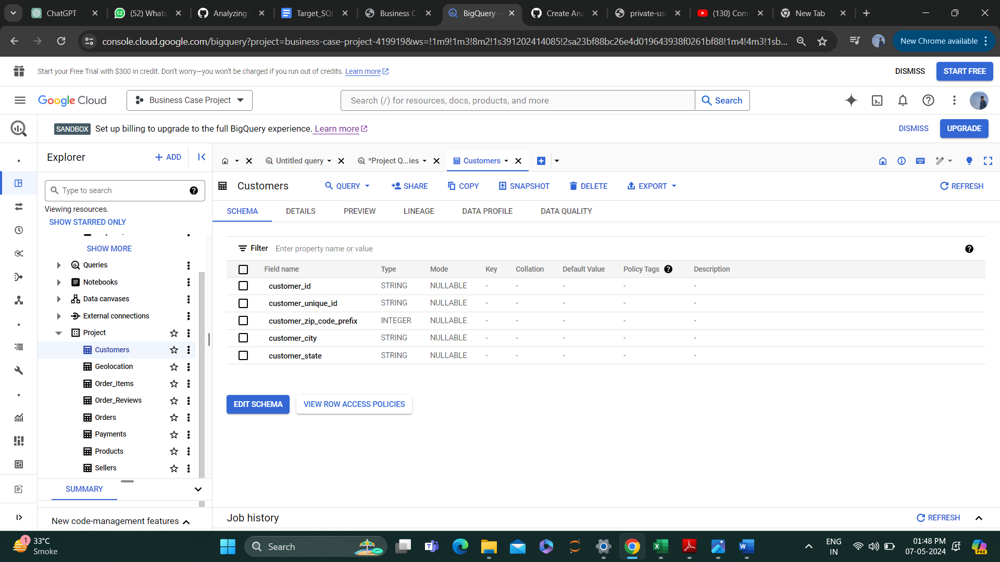 ChatGPT
(52) Whats
Analyzing-
Target_SQL
Business C
BigQuery –
Create Ana
private-use
(130) Com
New Tab
console.cloud.google.com/bigquery?project=business-case-project-419919&ws=!1m9!1m3!8m2!1s391202414085!2sa23bf88bc26e4d019643938f0261bf88!1m4!4m3!1sb...
New Chrome available
Start your Free Trial with $300 in credit. Don't worry—you won't be charged if you run out of credits. Learn more
DISMISS
START FREE
Google Cloud
Business Case Project
Search (/) for resources, docs, products, and more
Search
SANDBOX Set up billing to upgrade to the full BigQuery experience. Learn more
DISMISS
UPGRADE
Explorer
+ ADD
Untitled query
*Project Q...ies
Customers
Type to search
Viewing resources.
SHOW STARRED ONLY
SHOW MORE
Queries
Notebooks
Data canvases
External connections
Project
Customers
Geolocation
Order_Items
Order_Reviews
Orders
Payments
Products
Sellers
SUMMARY
New code-management features
Customers
QUERY
SHARE
COPY
SNAPSHOT
DELETE
EXPORT
REFRESH
SCHEMA
DETAILS
PREVIEW
LINEAGE
DATA PROFILE
DATA QUALITY
Filter Enter property name or value
Field name Type Mode Key Collation Default Value Policy Tags Description
customer_id STRING NULLABLE - - - - -
customer_unique_id STRING NULLABLE - - - - -
customer_zip_code_prefix INTEGER NULLABLE - - - - -
customer_city STRING NULLABLE - - - - -
customer_state STRING NULLABLE - - - - -
EDIT SCHEMA
VIEW ROW ACCESS POLICIES
Job history
REFRESH
1
33°C
Smoke
Search
ENG
IN
01:48 PM
07-05-2024
PRE